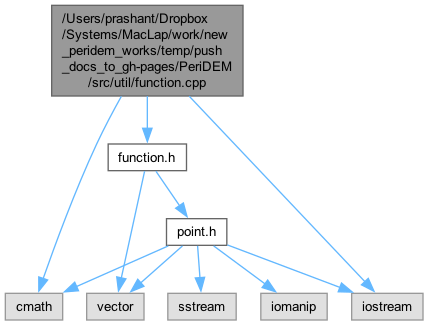 /Users/prashant/Dropbox
/Systems/MacLap/work/new
_peridem_works/temp/push
_docs_to_gh-pages/PeriDEM
/src/util/function.cpp
function.h
point.h
cmath
vector
sstream
iomanip
iostream